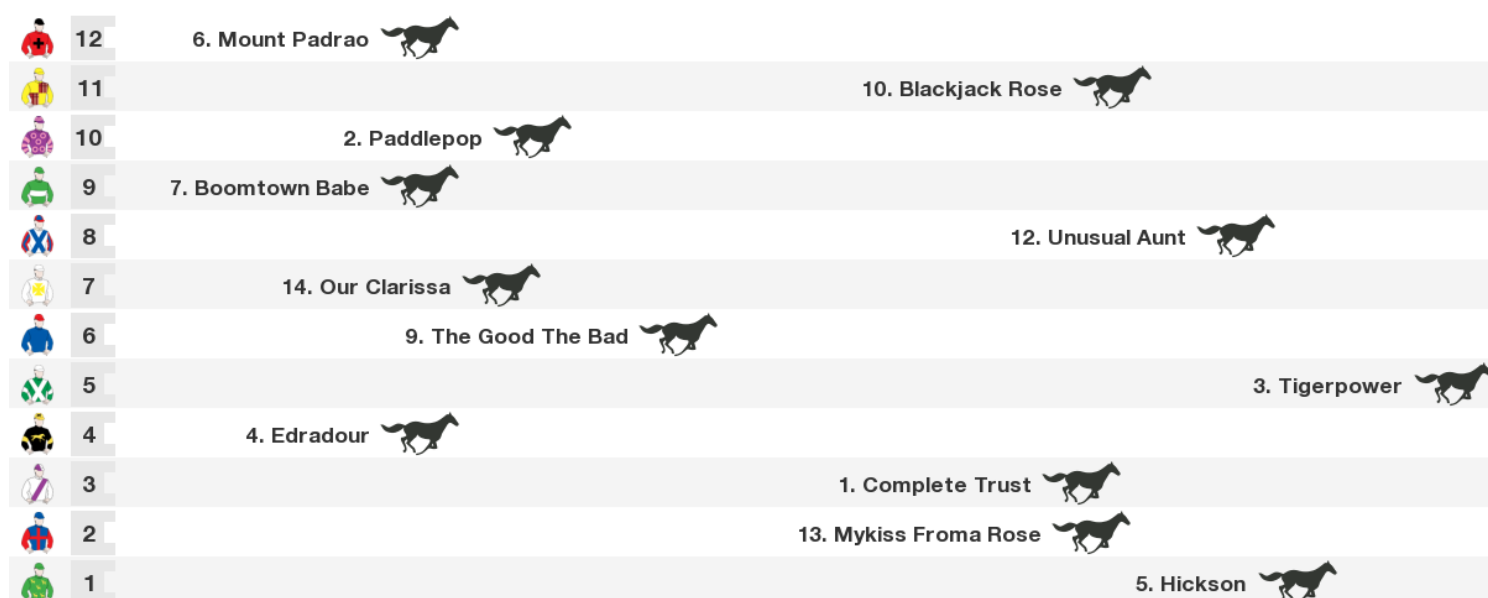 12 6. Mount Padrao
11 10. Blackjack Rose
10 2. Paddlepop
9 7. Boomtown Babe
8 12. Unusual Aunt
7 14. Our Clarissa
6 9. The Good The Bad
5 3. Tigerpower
4 4. Edradour
3 1. Complete Trust
2 13. Mykiss Froma Rose
1 5. Hickson